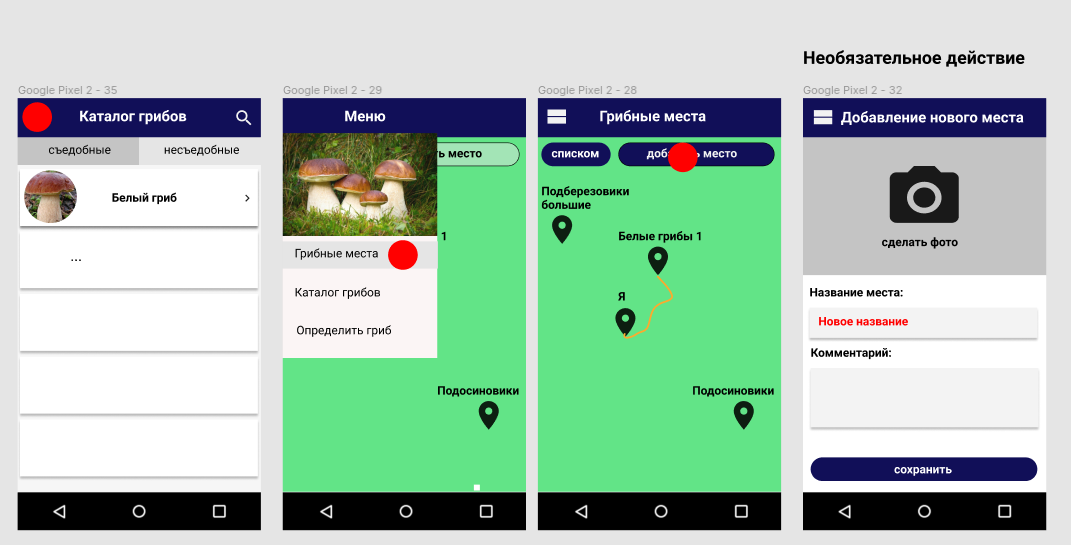 Необязательное действие
Google Pixel 2 - 35
Каталог грибов
съедобные
несъедобные
Белый гриб
...
Google Pixel 2 - 29
Меню
ть место
1
Грибные места
Каталог грибов
Определить гриб
Подосиновики
Google Pixel 2 - 28
Грибные места
списком
доб ть место
Подберезовики
большие
Белые грибы 1
Я
Подосиновики
Google Pixel 2 - 32
Добавление нового места
сделать фото
Название места:
Новое название
Комментарий:
сохранить